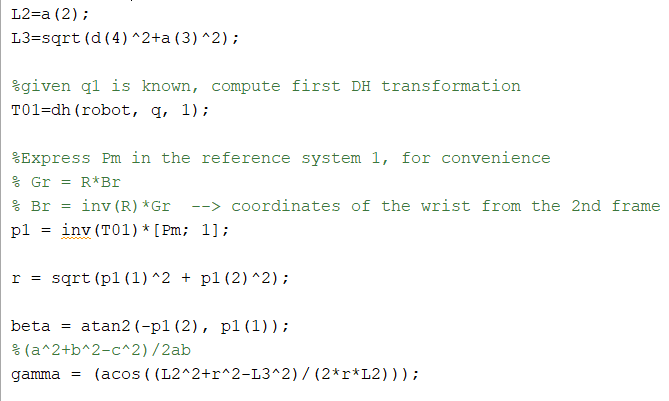 L2=a(2);
L3=sqrt(d(4)^2+a(3)^2);
%given q1 is known, compute first DH transformation
T01=dh(robot, q, 1);
%Express Pm in the reference system 1, for convenience
% Gr = R*Br
% Br = inv(R)*Gr  --> coordinates of the wrist from the 2nd frame
p1 = inv(T01)*[Pm; 1];
r = sqrt(p1(1)^2 + p1(2)^2);
beta = atan2(-p1(2), p1(1));
%(a^2+b^2-c^2)/2ab
gamma = (acos((L2^2+r^2-L3^2)/(2*r*L2)));